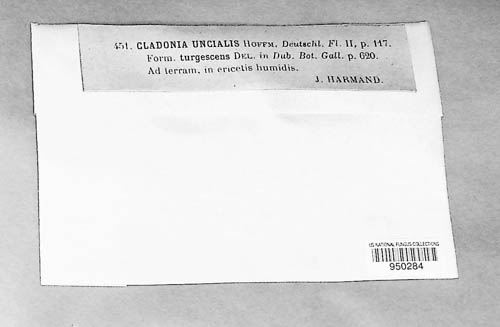 451. CLADONIA UNCIALIS HOFFM. Deutschl. Fl. II, p. 117.
Form. turgescens DEL. in Dub. Bot. Gall. p. 620.
Ad terram, in ericetis humidis.
J. HARMAND.
US NATIONAL FUNGUS COLLECTIONS
950284